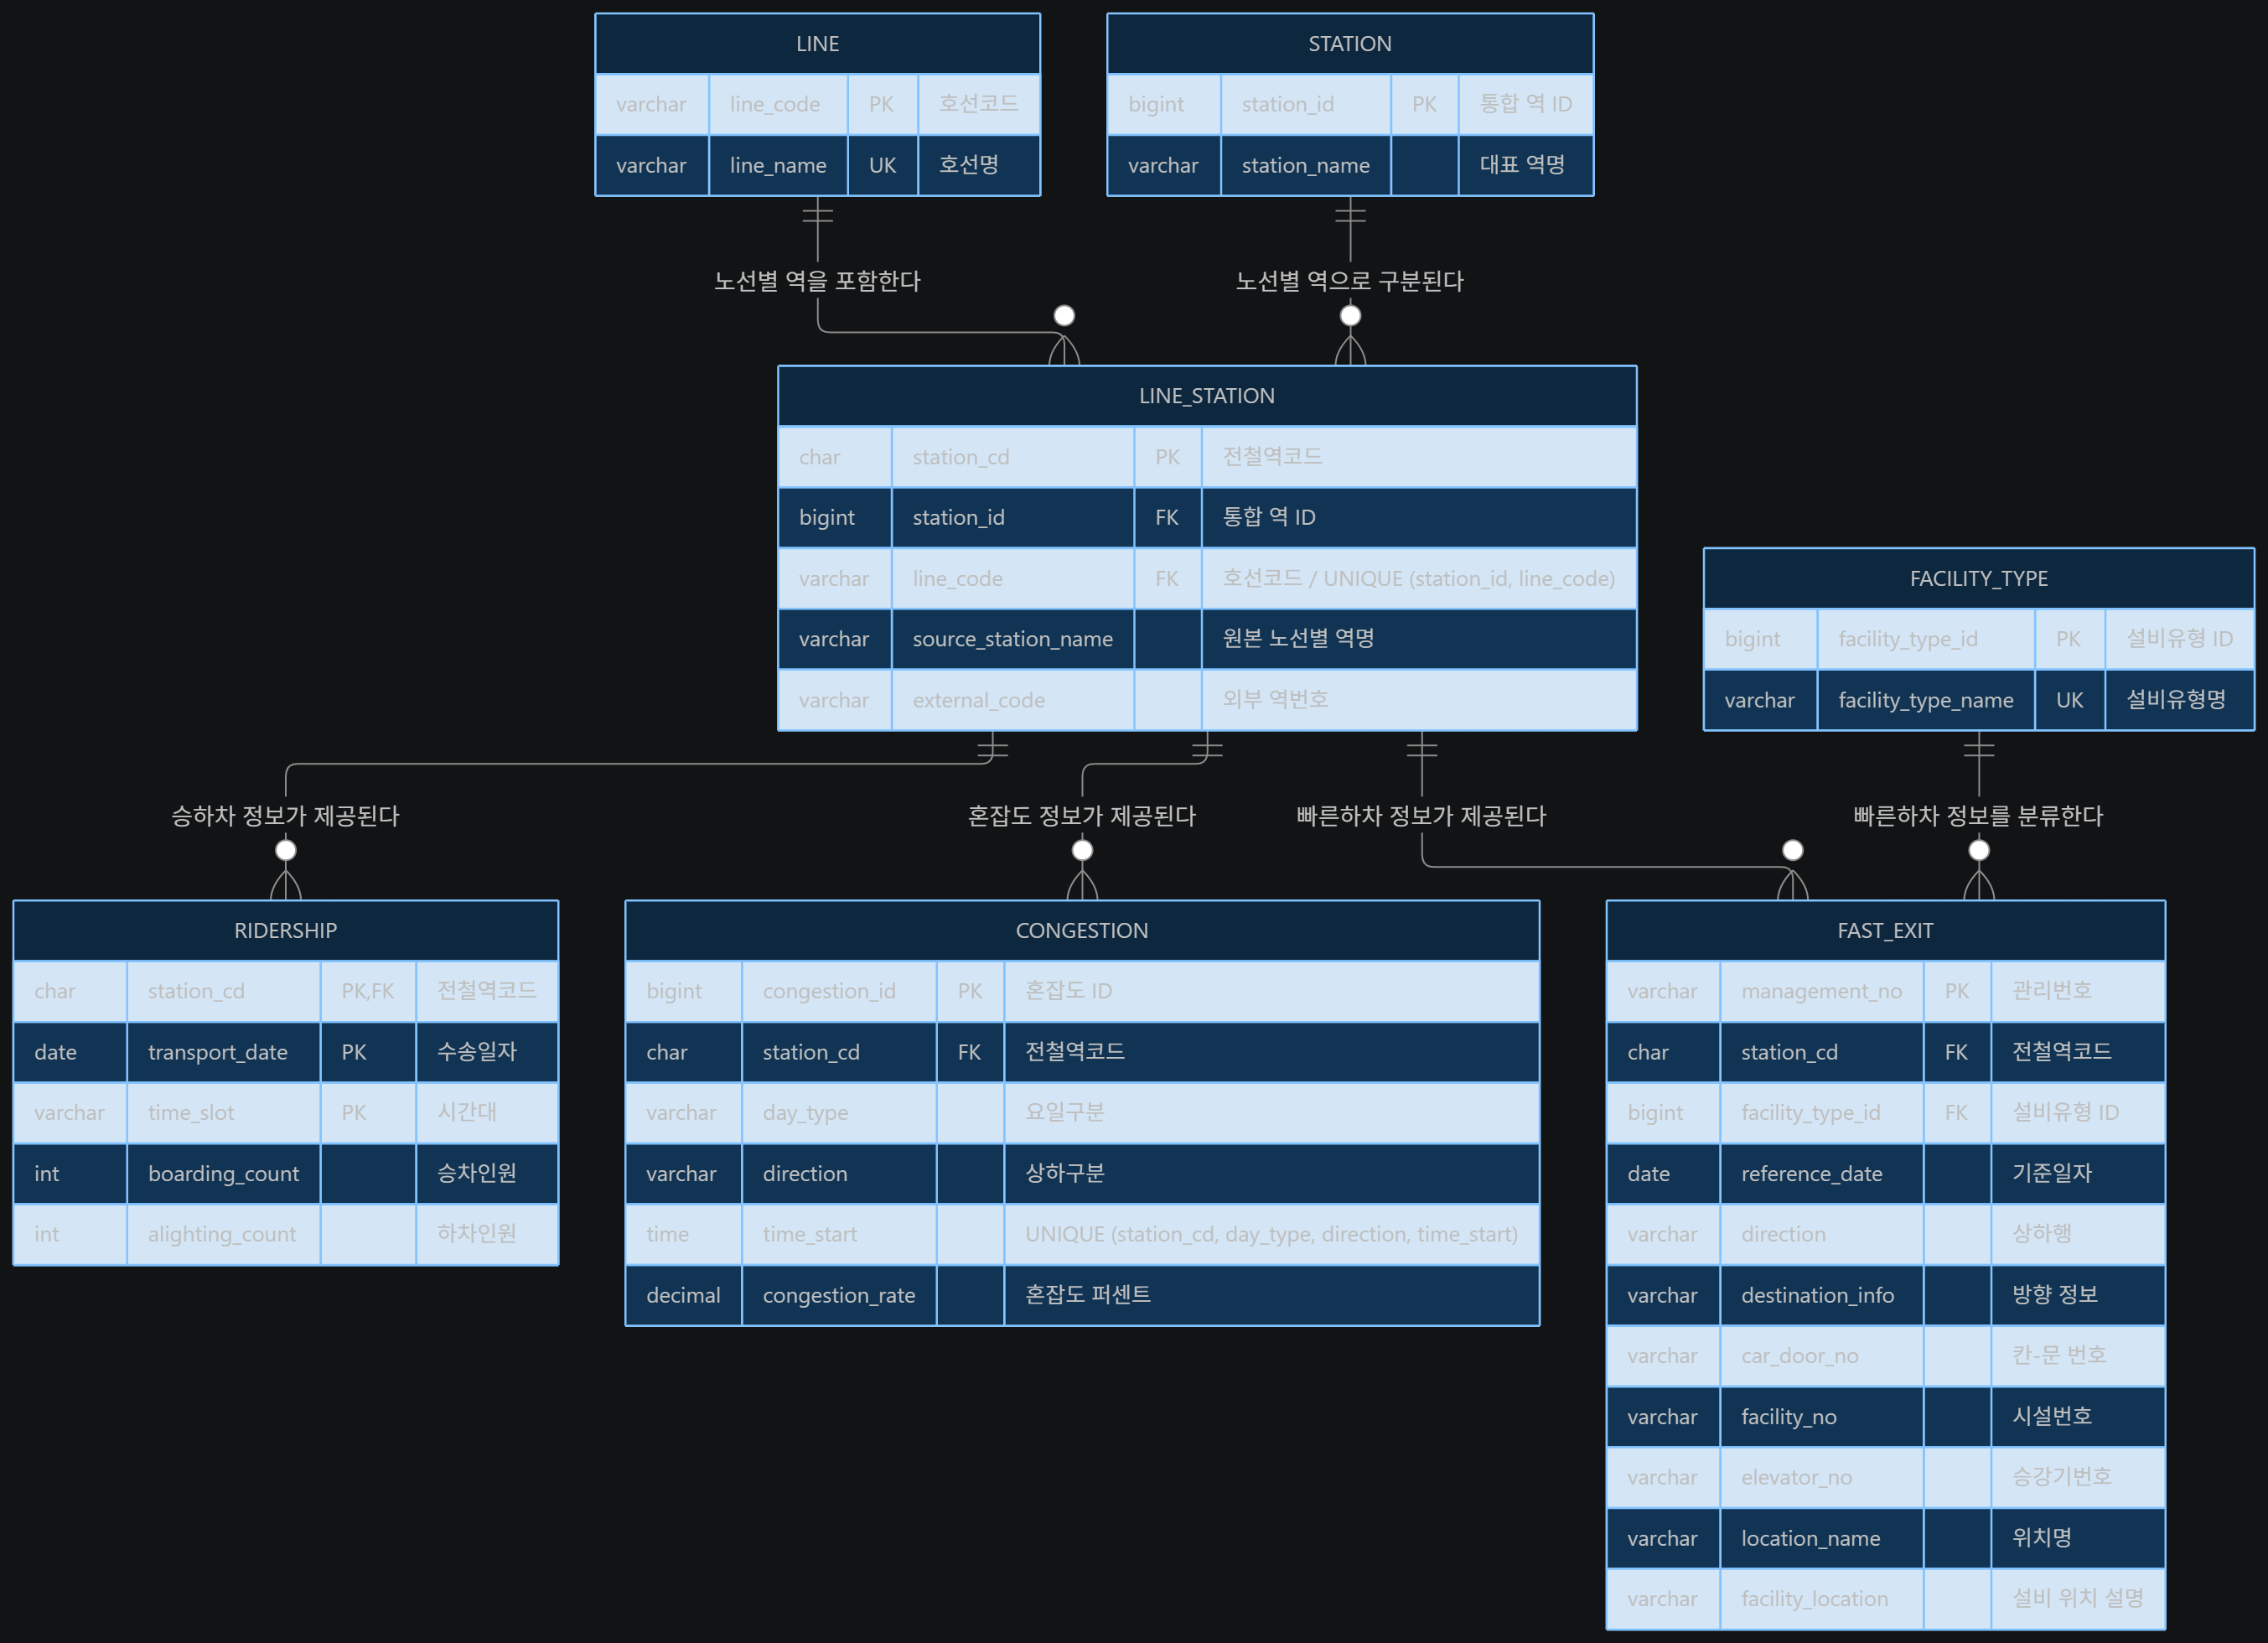 LINE
varchar line_code PK 호선코드
varchar line_name UK 호선명
STATION
bigint station_id PK 통합 역 ID
varchar station_name 대표 역명
노선별 역을 포함한다
노선별 역으로 구분된다
LINE_STATION
char station_cd PK 전철역코드
bigint station_id FK 통합 역 ID
varchar line_code FK 호선코드 / UNIQUE (station_id, line_code)
varchar source_station_name 원본 노선별 역명
varchar external_code 외부 역번호
FACILITY_TYPE
bigint facility_type_id PK 설비유형 ID
varchar facility_type_name UK 설비유형명
승하차 정보가 제공된다
혼잡도 정보가 제공된다
빠른하차 정보가 제공된다
빠른하차 정보를 분류한다
RIDERSHIP
char station_cd PK,FK 전철역코드
date transport_date PK 수송일자
varchar time_slot PK 시간대
int boarding_count 승차인원
int alighting_count 하차인원
CONGESTION
bigint congestion_id PK 혼잡도 ID
char station_cd FK 전철역코드
varchar day_type 요일구분
varchar direction 상하구분
time time_start UNIQUE (station_cd, day_type, direction, time_start)
decimal congestion_rate 혼잡도 퍼센트
FAST_EXIT
varchar management_no PK 관리번호
char station_cd FK 전철역코드
bigint facility_type_id FK 설비유형 ID
date reference_date 기준일자
varchar direction 상하행
varchar destination_info 방향 정보
varchar car_door_no 칸-문 번호
varchar facility_no 시설번호
varchar elevator_no 승강기번호
varchar location_name 위치명
varchar facility_location 설비 위치 설명